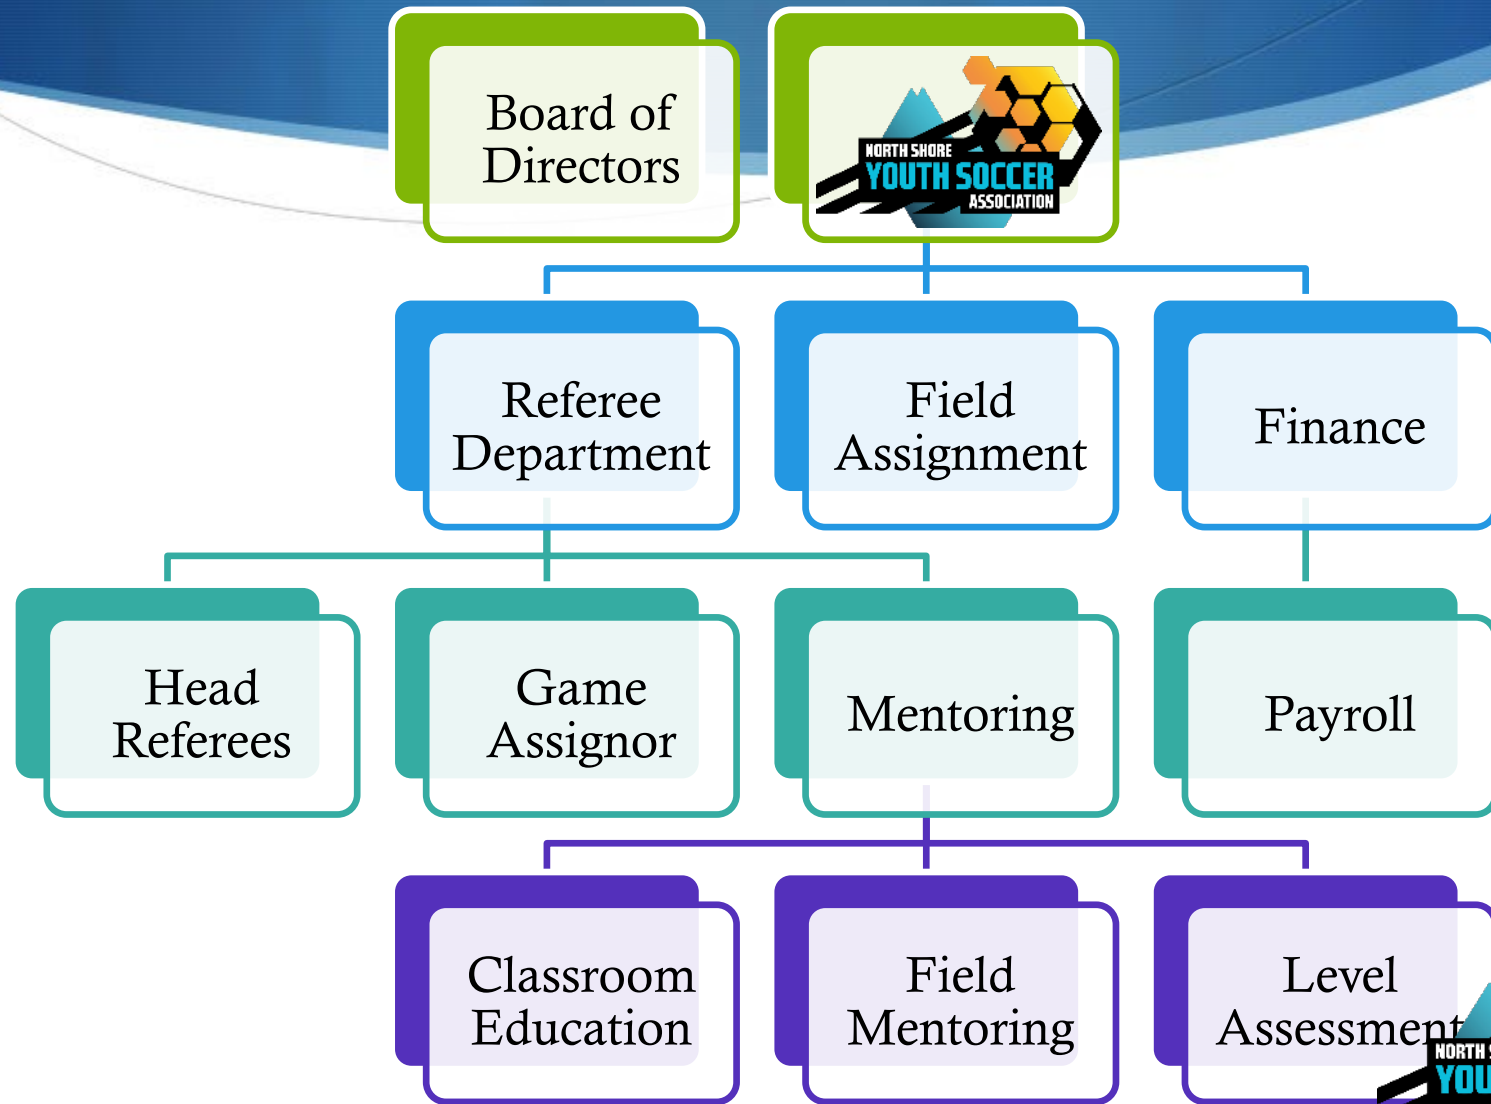 Board of
Directors
NORTH SHORE
YOUTH SOCCER
ASSOCIATION
Referee
Department
Field
Assignment
Finance
Head
Referees
Game
Assignor
Mentoring
Payroll
Classroom
Education
Field
Mentoring
Level
Assessment
NORTH